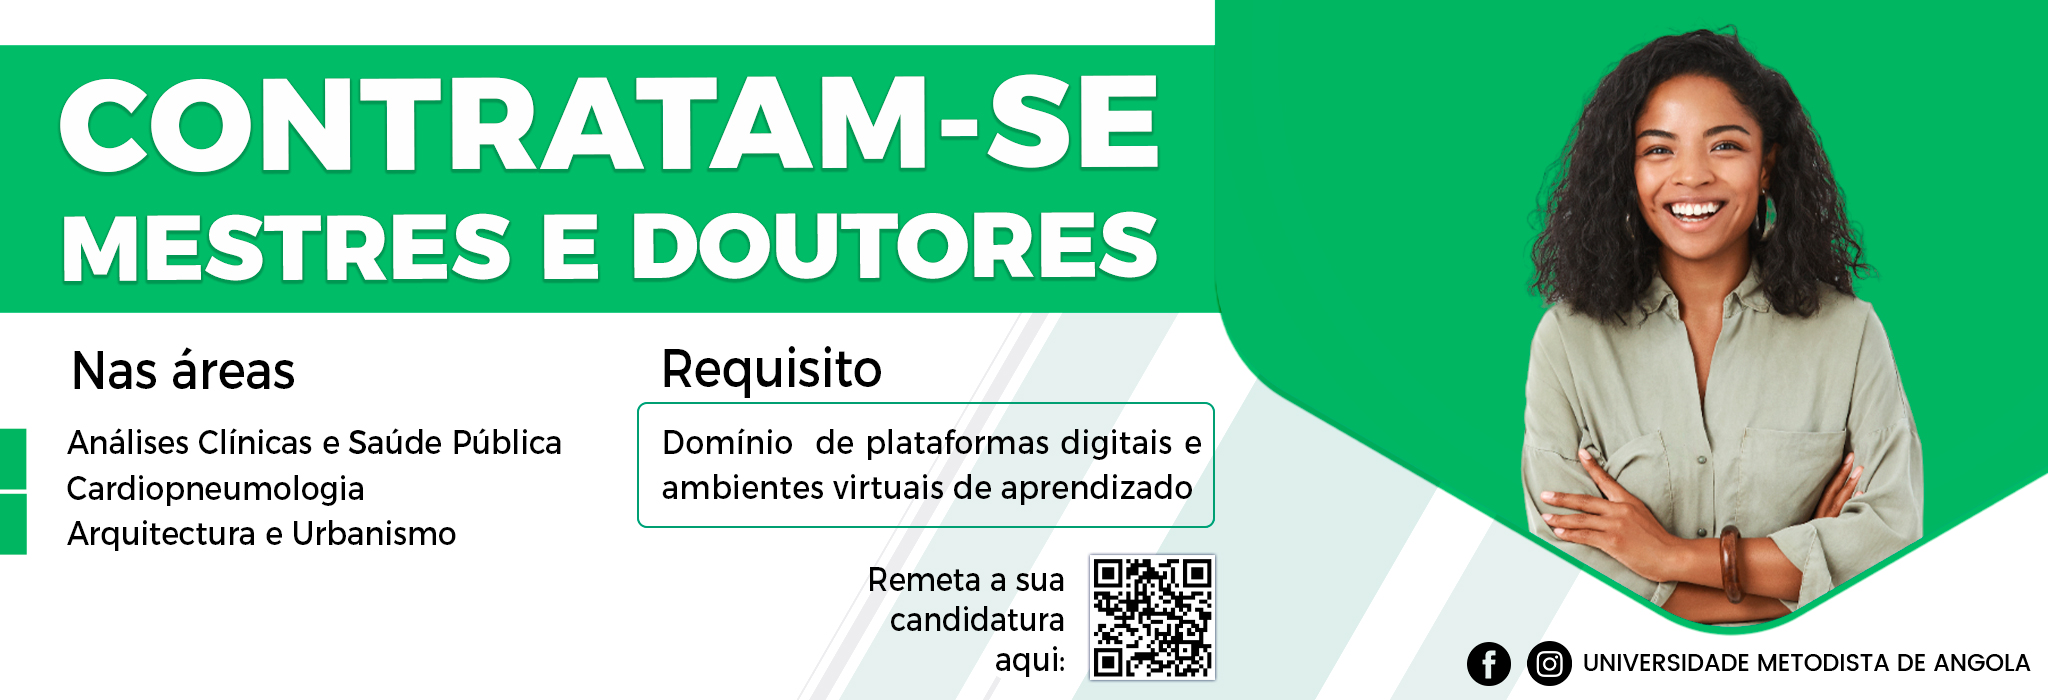 CONTRATAM-SE
MESTRES E DOUTORES
Nas áreas
Análises Clínicas e Saúde Pública
Cardiopneumologia
Arquitectura e Urbanismo
Requisito
Domínio de plataformas digitais e
ambientes virtuais de aprendizado
Remeta a sua
candidatura
aqui:
UNIVERSIDADE METODISTA DE ANGOLA